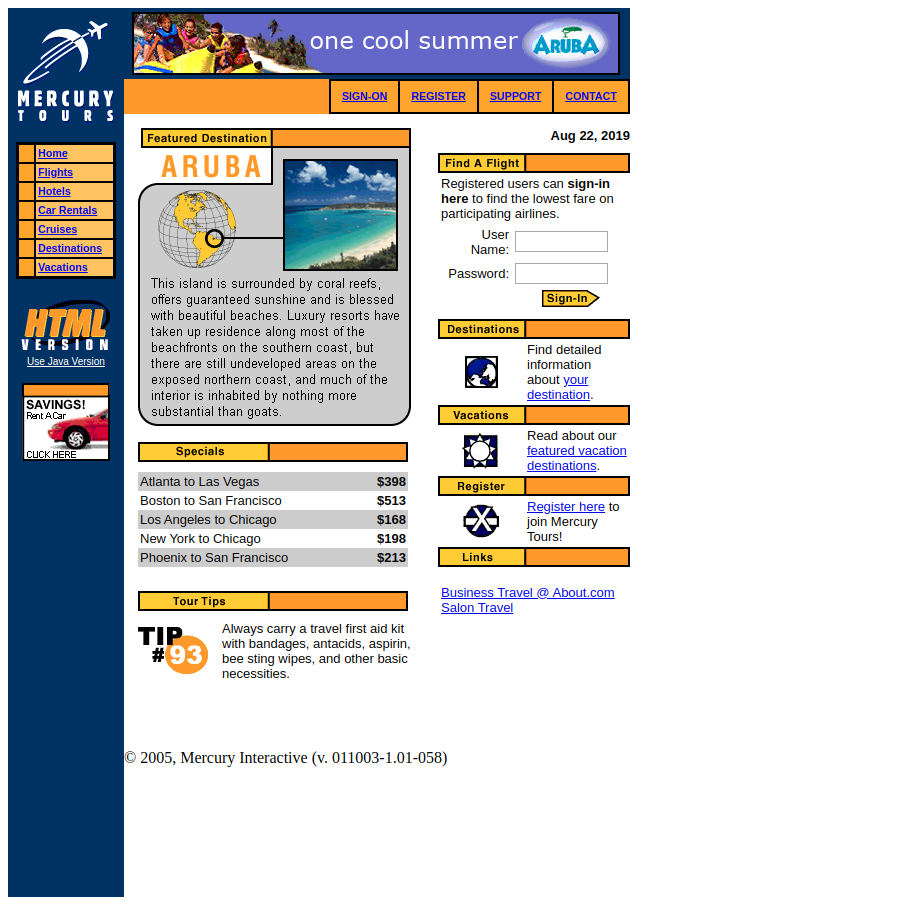 one cool summer ARUBA
MERCURY
TOURS
SIGN-ON REGISTER SUPPORT CONTACT
Home
Flights
Hotels
Car Rentals
Cruises
Destinations
Vacations
HTML
VERSION
Use Java Version
SAVINGS!
Rent A Car
CLICK HERE
Featured Destination
ARUBA
This island is surrounded by coral reefs,
offers guaranteed sunshine and is blessed
with beautiful beaches. Luxury resorts have
taken up residence along most of the
beachfronts on the southern coast, but
there are still undeveloped areas on the
exposed northern coast, and much of the
interior is inhabited by nothing more
substantial than goats.
Specials
Atlanta to Las Vegas $398
Boston to San Francisco $513
Los Angeles to Chicago $168
New York to Chicago $198
Phoenix to San Francisco $213
Tour Tips
TIP
#93
Always carry a travel first aid kit
with bandages, antacids, aspirin,
bee sting wipes, and other basic
necessities.
Aug 22, 2019
Find A Flight
Registered users can sign-in
here to find the lowest fare on
participating airlines.
User
Name:
Password:
Sign-In
Destinations
Find detailed
information
about your
destination.
Vacations
Read about our
featured vacation
destinations.
Register
Register here to
join Mercury
Tours!
Links
Business Travel @ About.com
Salon Travel
© 2005, Mercury Interactive (v. 011003-1.01-058)